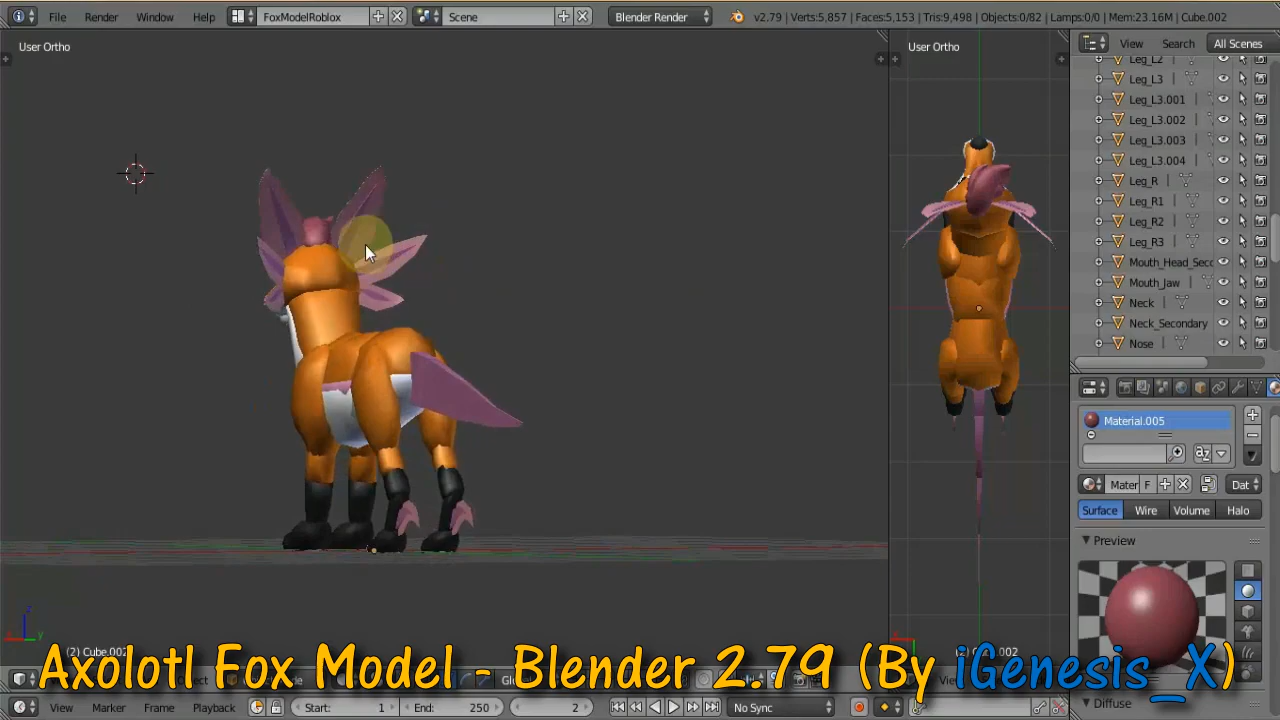 File Render Window Help FoxModelRoblox Scene Blender Render v2.79 | Verts:5,857 | Faces:5,153 | Tris:9,498 | Objects:0/82 | Lamps:0/0 | Mem:23.16M | Cube.002
User Ortho
User Ortho
View Search All Scenes
Leg_L2
Leg_L3
Leg_L3.001
Leg_L3.002
Leg_L3.003
Leg_L3.004
Leg_R
Leg_R1
Leg_R2
Leg_R3
Mouth_Head_Seco
Mouth_Jaw
Neck
Neck_Secondary
Nose
Material.005
Mater F Dat
Surface Wire Volume Halo
Preview
(2) Cube.002
Axolotl Fox Model - Blender 2.79 (By iGenesis_X)
Diffuse
View Marker Frame Playback Start: 1 End: 250 2 No Sync